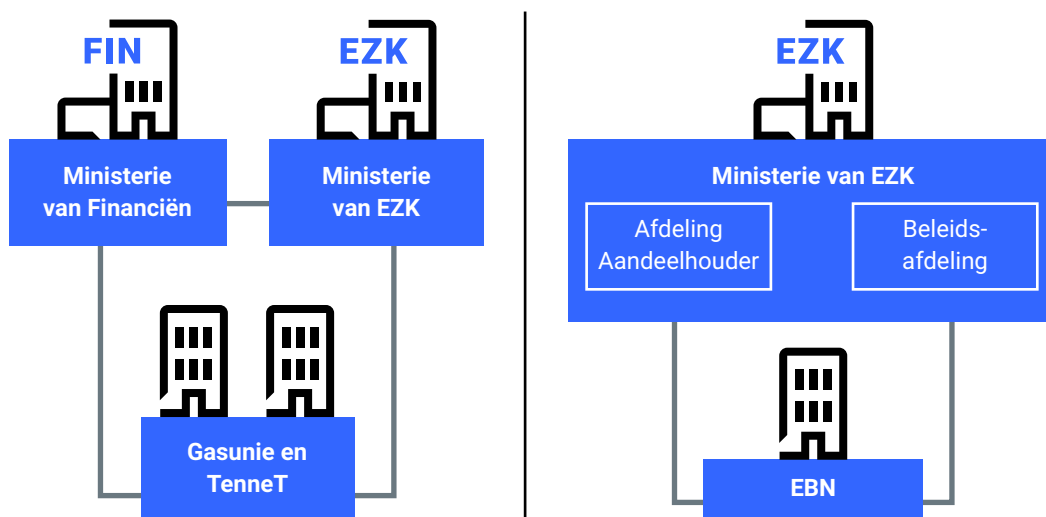 FIN
Ministerie
van Financiën
EZK
Ministerie
van EZK
Gasunie en
TenneT
EZK
Ministerie van EZK
Afdeling
Aandeelhouder
Beleids-
afdeling
EBN